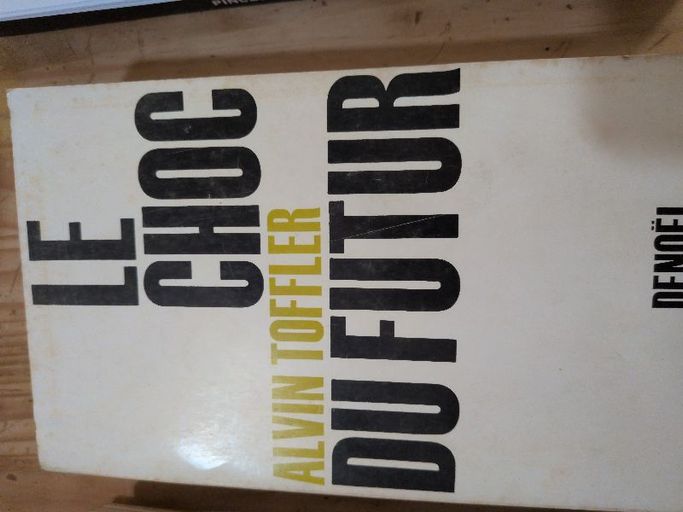 LE
CHOC
ALVIN TOFFLER
DU FUTUR
DENOËL